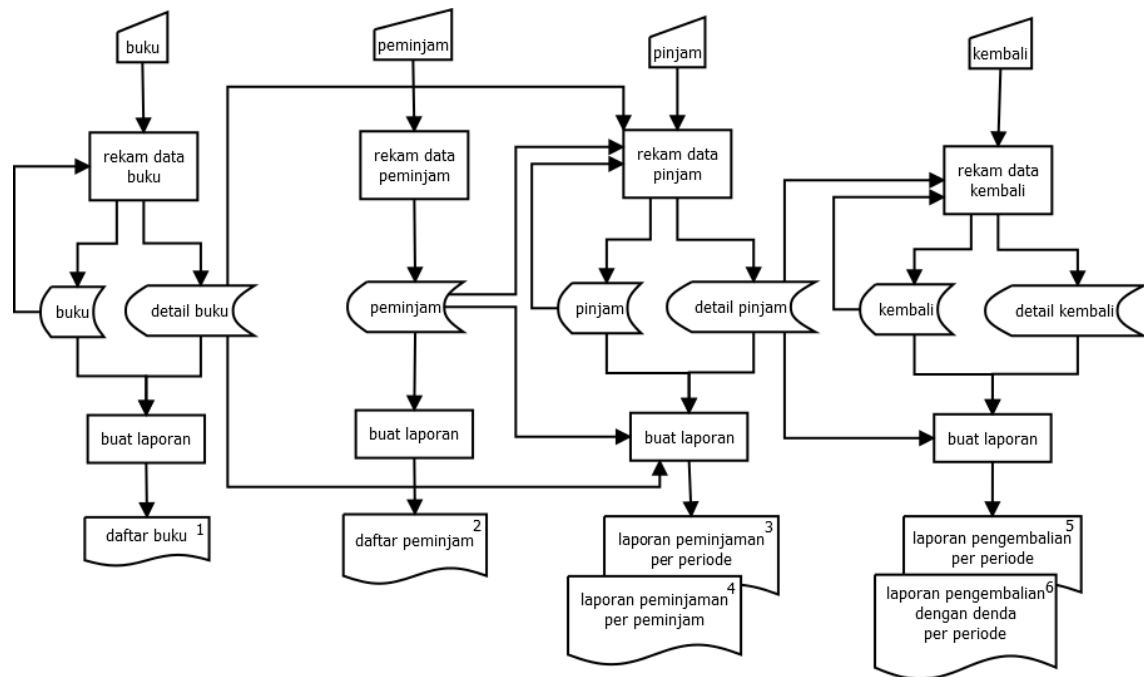 buku
peminjam
pinjam
kembali
rekam data
buku
rekam data
peminjam
rekam data
pinjam
rekam data
kembali
buku
detail buku
peminjam
pinjam
detail pinjam
kembali
detail kembali
buat laporan
buat laporan
buat laporan
buat laporan
daftar buku 1
daftar peminjam 2
laporan peminjaman 3
per periode
laporan peminjaman 4
per peminjam
laporan pengembalian 5
per periode
laporan pengembalian 6
dengan denda
per periode